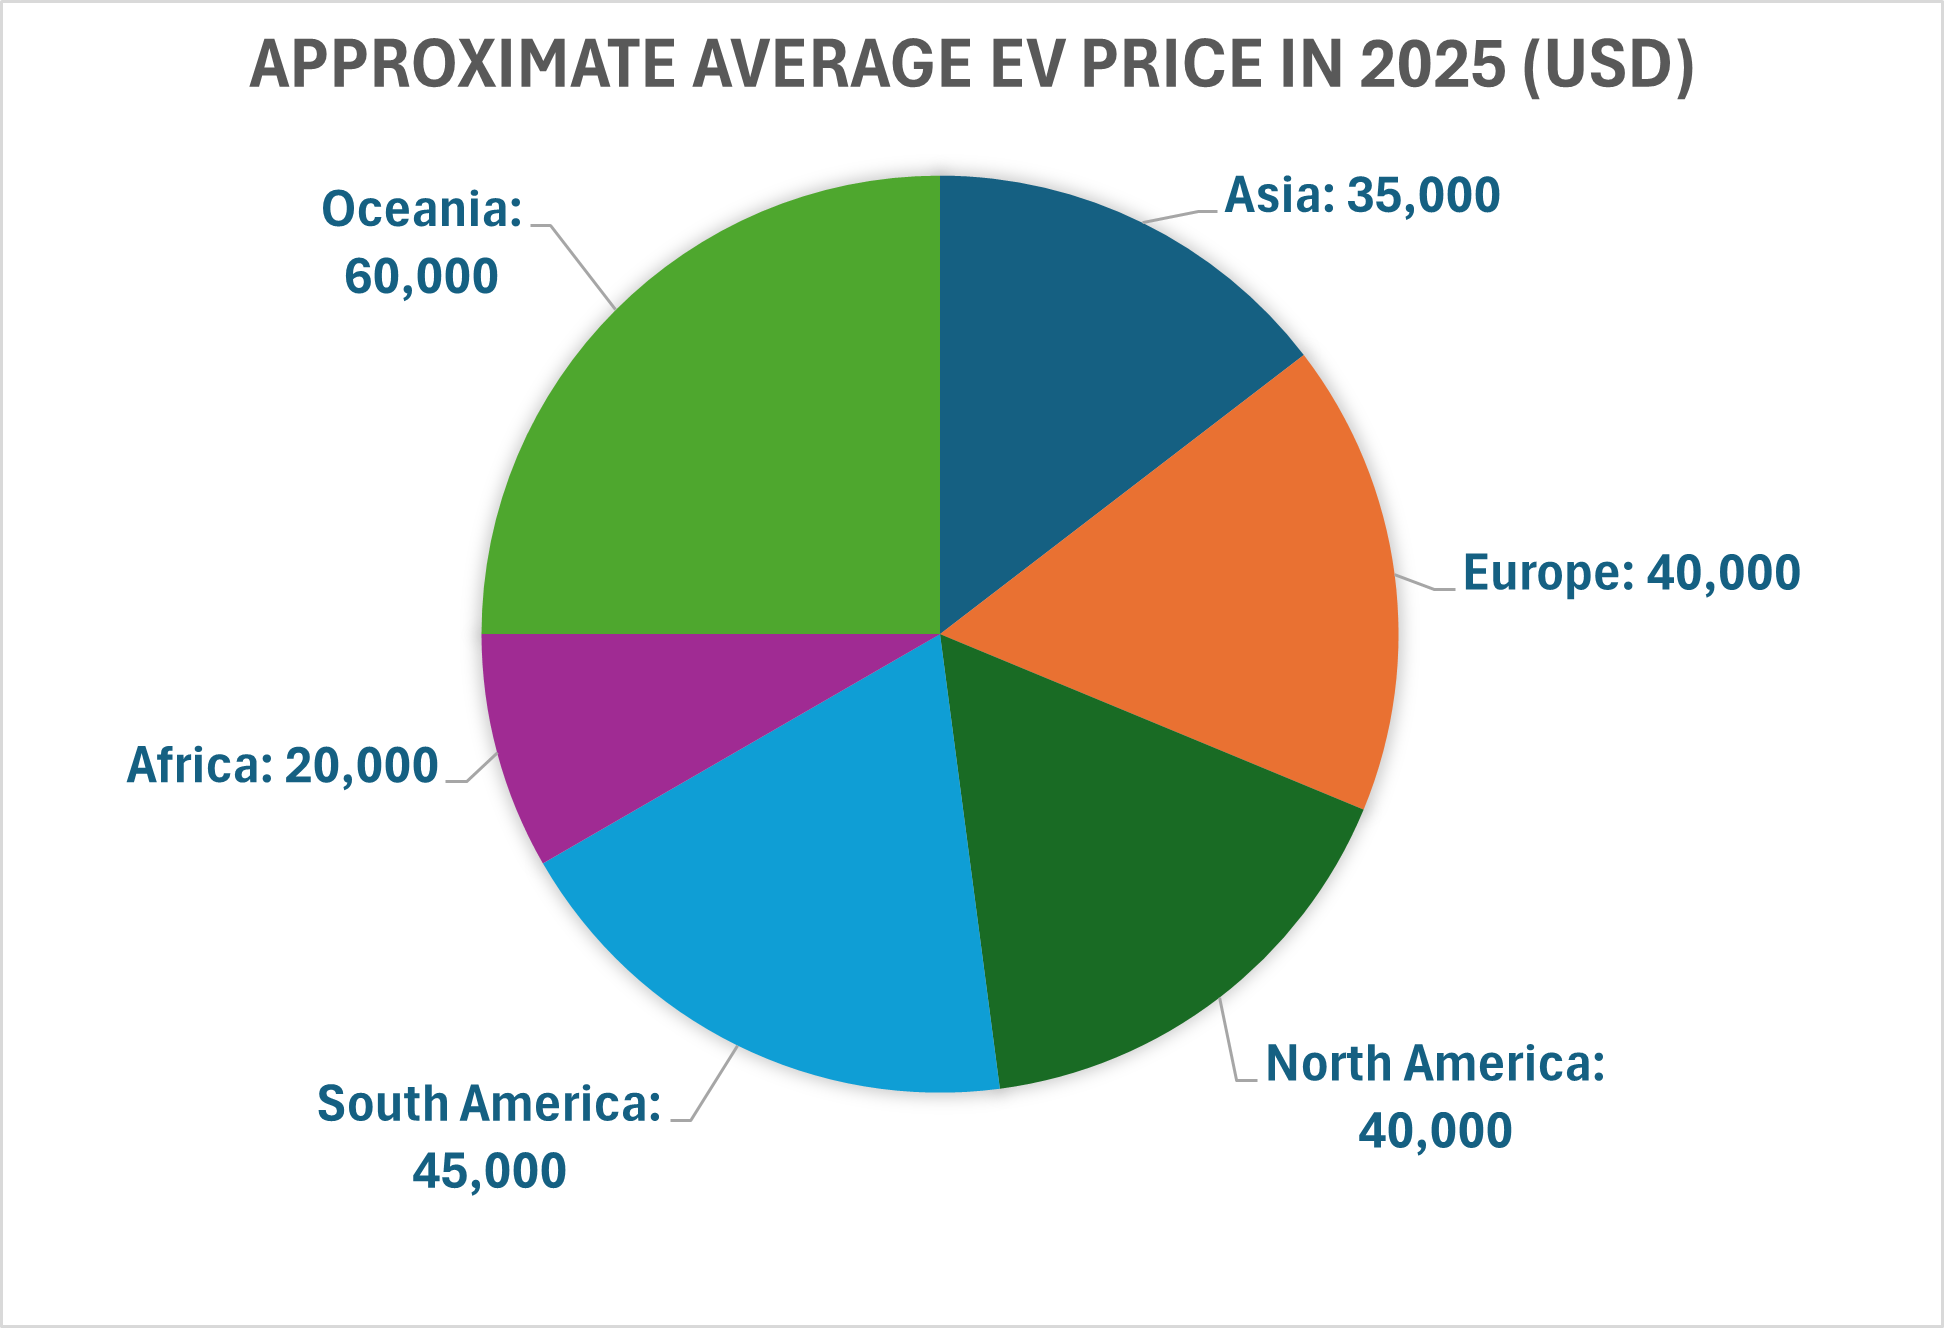 APPROXIMATE AVERAGE EV PRICE IN 2025 (USD)
Asia: 35,000
Europe: 40,000
North America:
40,000
South America:
45,000
Africa: 20,000
Oceania:
60,000